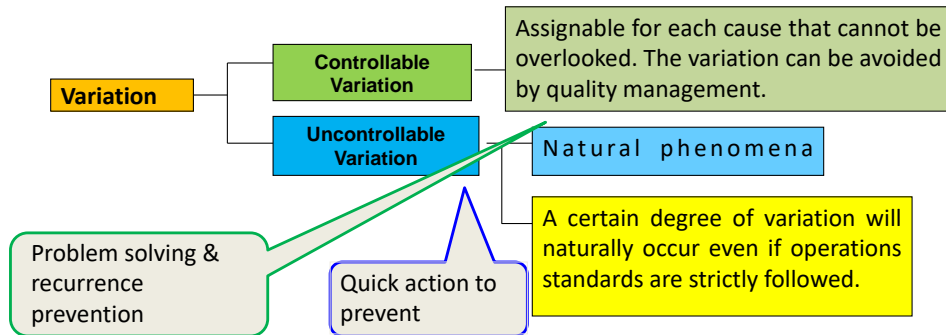 Variation
Controllable
Variation
Assignable for each cause that cannot be
overlooked. The variation can be avoided
by quality management.
Uncontrollable
Variation
Natural phenomena
A certain degree of variation will
naturally occur even if operations
standards are strictly followed.
Problem solving &
recurrence
prevention
Quick action to
prevent